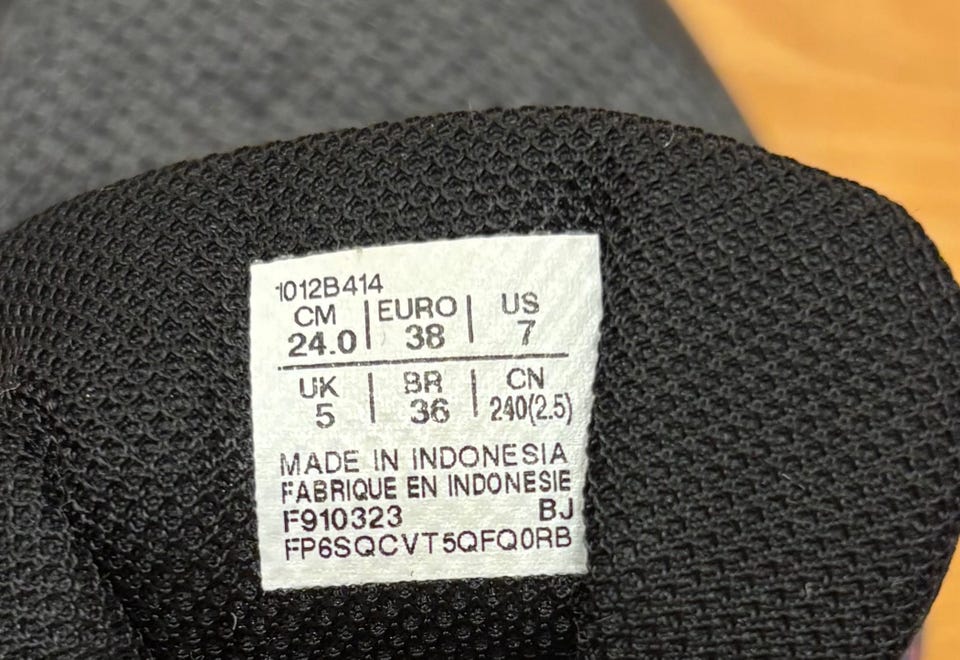 1012B414
CM | EURO | US
24.0 | 38 | 7
UK | BR | CN
5 | 36 | 240(2.5)
MADE IN INDONESIA
FABRIQUE EN INDONESIE
F910323 BJ
FP6SQCVT5QFQ0RB